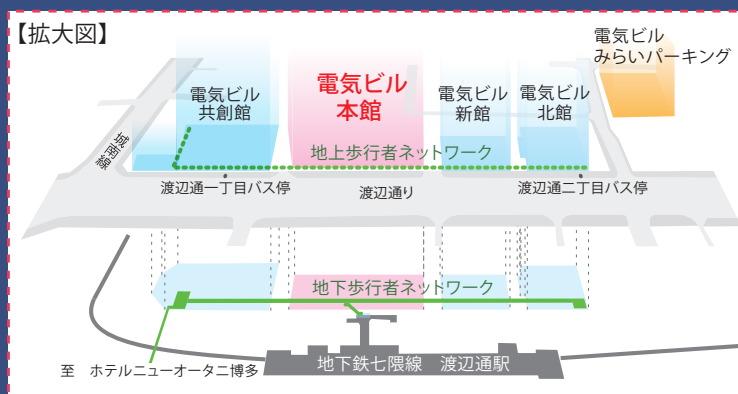 【拡大図】
電気ビル
みらいパーキング
電気ビル
共創館
電気ビル
本館
電気ビル
新館
電気ビル
北館
城南線
地上歩行者ネットワーク
渡辺通一丁目バス停
渡辺通り
渡辺通二丁目バス停
地下歩行者ネットワーク
地下鉄七隈線 渡辺通駅
至 ホテルニューオータニ博多